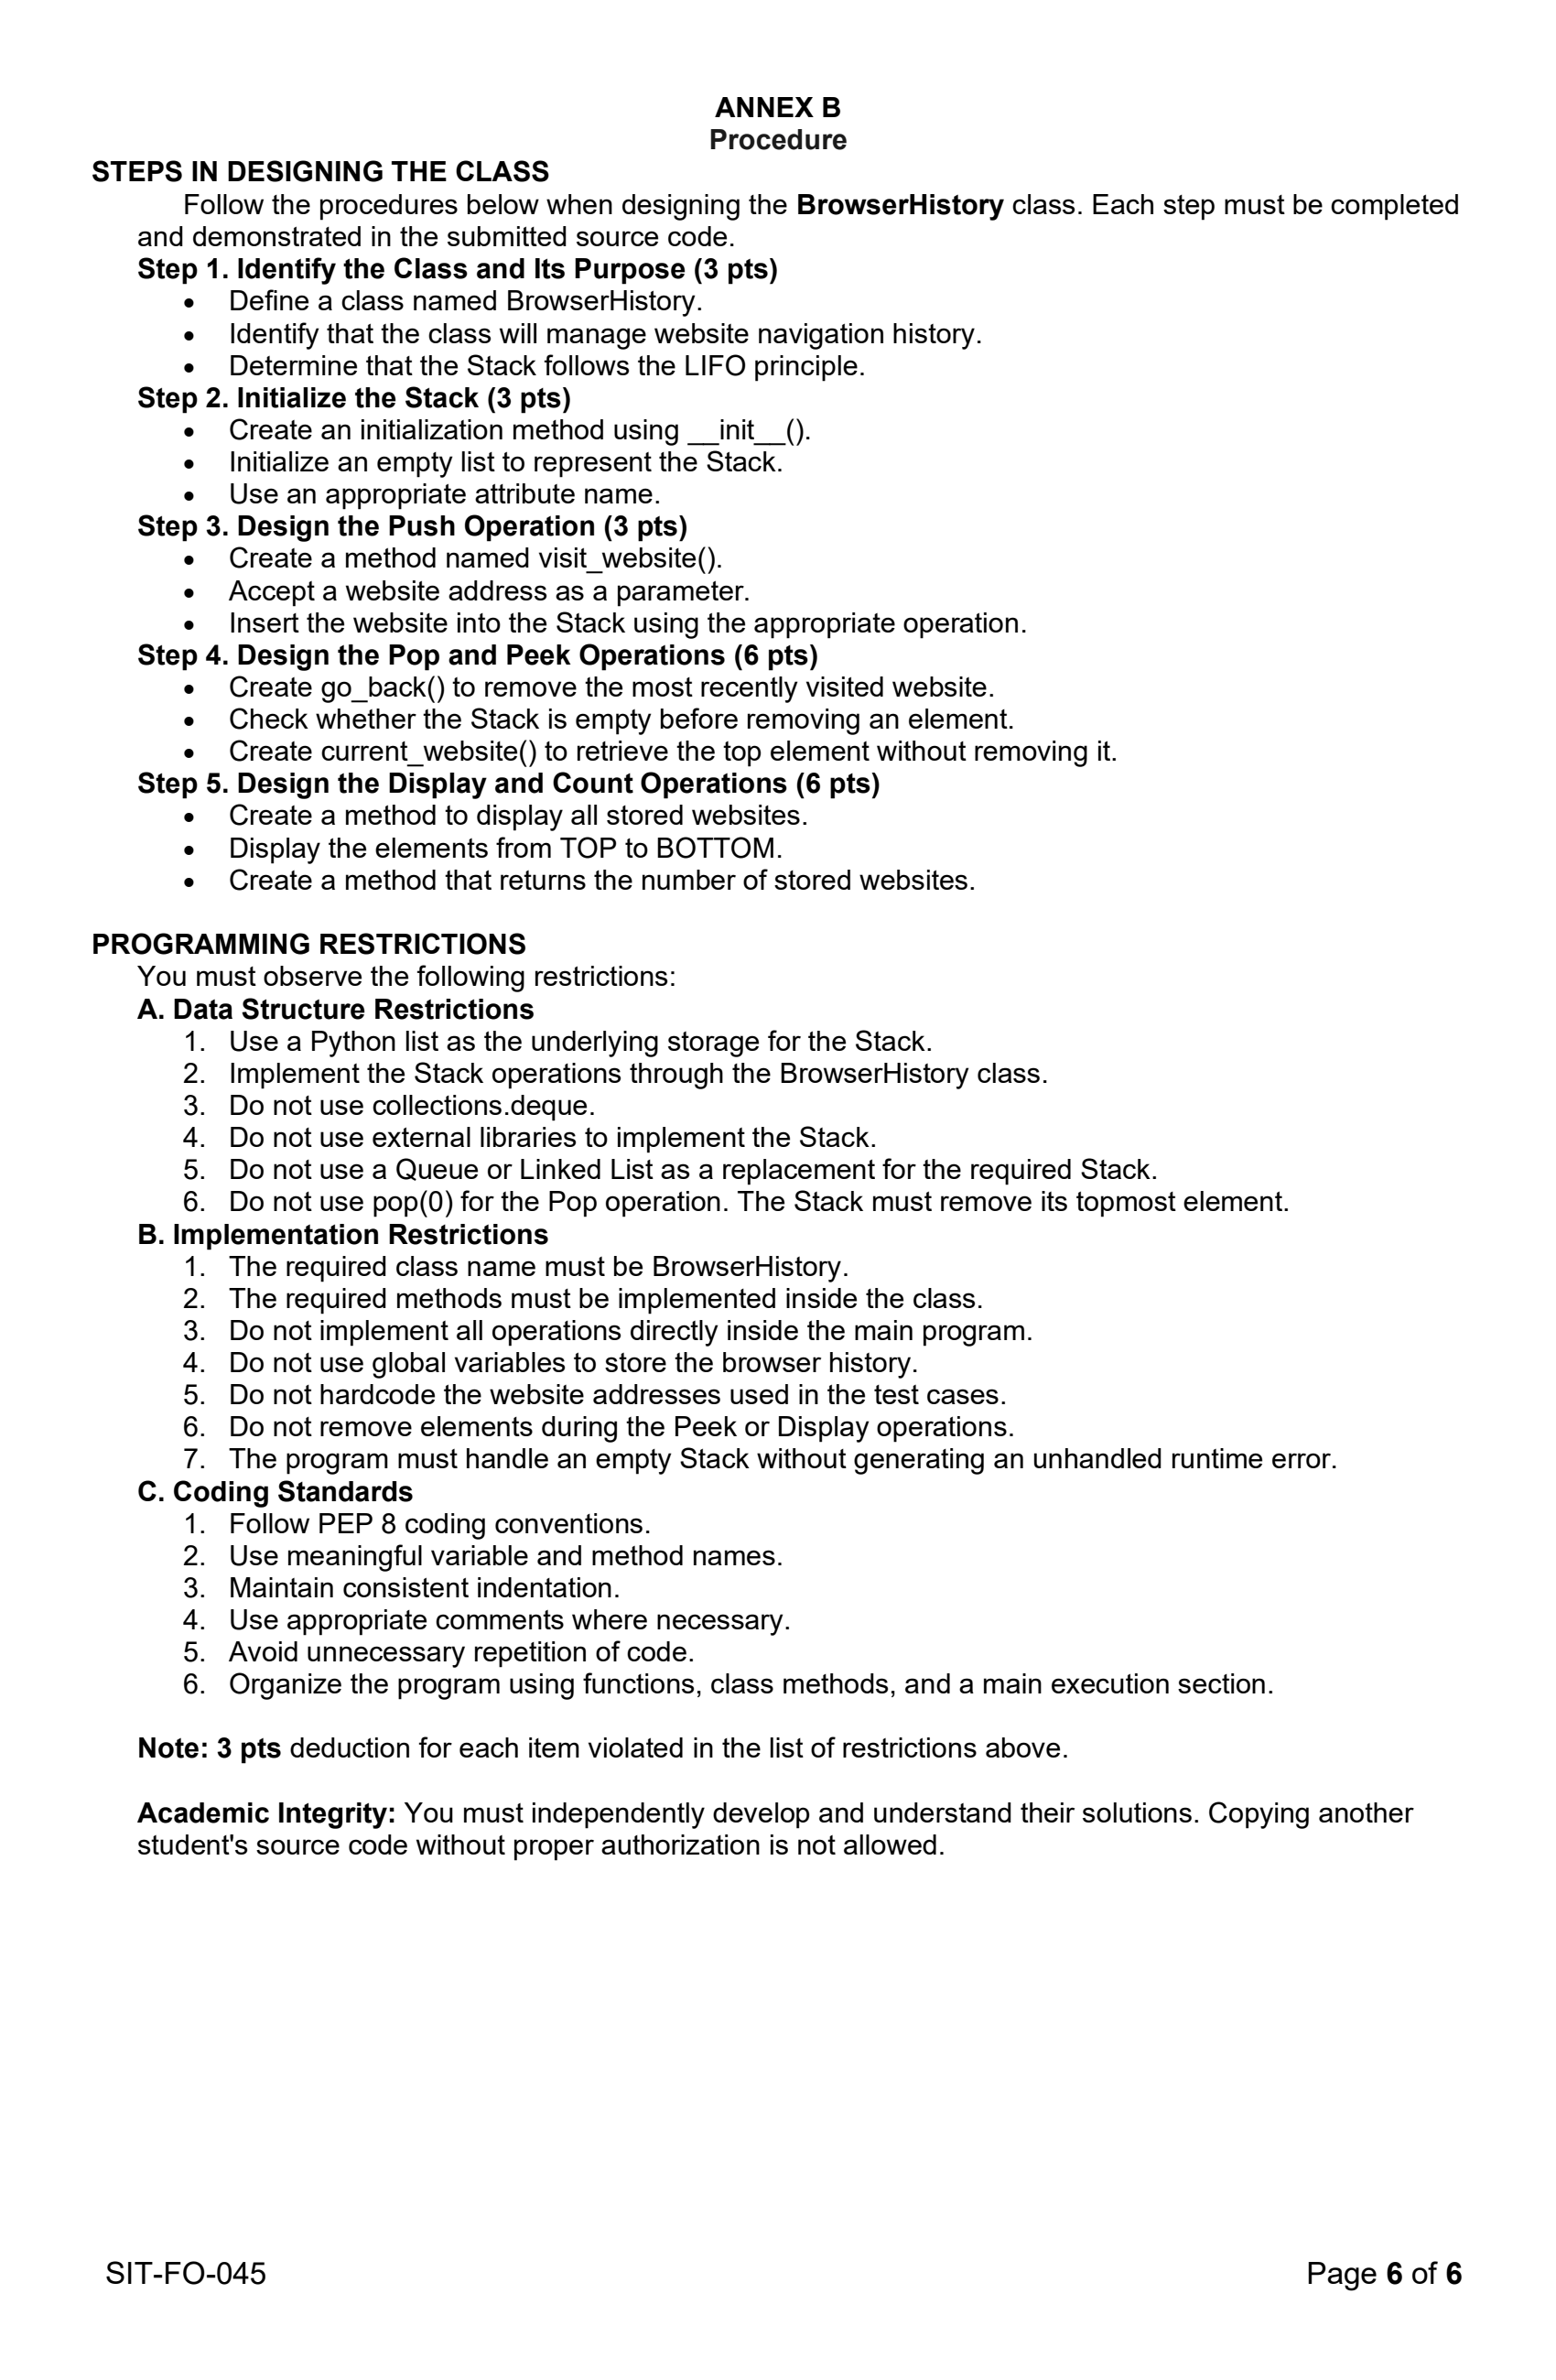 ANNEX B
Procedure
STEPS IN DESIGNING THE CLASS
Follow the procedures below when designing the BrowserHistory class. Each step must be completed
and demonstrated in the submitted source code.
Step 1. Identify the Class and Its Purpose (3 pts)
• Define a class named BrowserHistory.
• Identify that the class will manage website navigation history.
• Determine that the Stack follows the LIFO principle.
Step 2. Initialize the Stack (3 pts)
• Create an initialization method using __init__().
• Initialize an empty list to represent the Stack.
• Use an appropriate attribute name.
Step 3. Design the Push Operation (3 pts)
• Create a method named visit_website().
• Accept a website address as a parameter.
• Insert the website into the Stack using the appropriate operation.
Step 4. Design the Pop and Peek Operations (6 pts)
• Create go_back() to remove the most recently visited website.
• Check whether the Stack is empty before removing an element.
• Create current_website() to retrieve the top element without removing it.
Step 5. Design the Display and Count Operations (6 pts)
• Create a method to display all stored websites.
• Display the elements from TOP to BOTTOM.
• Create a method that returns the number of stored websites.
PROGRAMMING RESTRICTIONS
You must observe the following restrictions:
A. Data Structure Restrictions
1. Use a Python list as the underlying storage for the Stack.
2. Implement the Stack operations through the BrowserHistory class.
3. Do not use collections.deque.
4. Do not use external libraries to implement the Stack.
5. Do not use a Queue or Linked List as a replacement for the required Stack.
6. Do not use pop(0) for the Pop operation. The Stack must remove its topmost element.
B. Implementation Restrictions
1. The required class name must be BrowserHistory.
2. The required methods must be implemented inside the class.
3. Do not implement all operations directly inside the main program.
4. Do not use global variables to store the browser history.
5. Do not hardcode the website addresses used in the test cases.
6. Do not remove elements during the Peek or Display operations.
7. The program must handle an empty Stack without generating an unhandled runtime error.
C. Coding Standards
1. Follow PEP 8 coding conventions.
2. Use meaningful variable and method names.
3. Maintain consistent indentation.
4. Use appropriate comments where necessary.
5. Avoid unnecessary repetition of code.
6. Organize the program using functions, class methods, and a main execution section.
Note: 3 pts deduction for each item violated in the list of restrictions above.
Academic Integrity: You must independently develop and understand their solutions. Copying another
student's source code without proper authorization is not allowed.
SIT-FO-045
Page 6 of 6